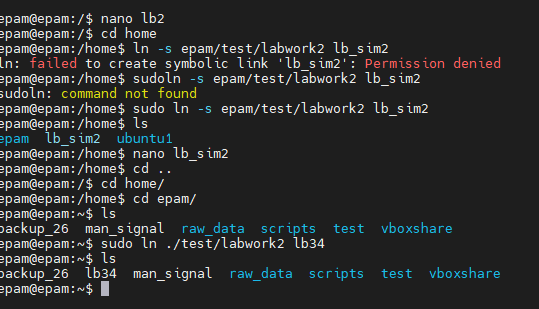 epam@epam:/$ nano lb2
epam@epam:/$ cd home
epam@epam:/home$ ln -s epam/test/labwork2 lb_sim2
ln: failed to create symbolic link 'lb_sim2': Permission denied
epam@epam:/home$ sudoln -s epam/test/labwork2 lb_sim2
sudoln: command not found
epam@epam:/home$ sudo ln -s epam/test/labwork2 lb_sim2
epam@epam:/home$ ls
epam  lb_sim2  ubuntu1
epam@epam:/home$ nano lb_sim2
epam@epam:/home$ cd ..
epam@epam:/$ cd home/
epam@epam:/home$ cd epam/
epam@epam:~$ ls
backup_26  man_signal  raw_data  scripts  test  vboxshare
epam@epam:~$ sudo ln ./test/labwork2 lb34
epam@epam:~$ ls
backup_26  lb34  man_signal  raw_data  scripts  test  vboxshare
epam@epam:~$